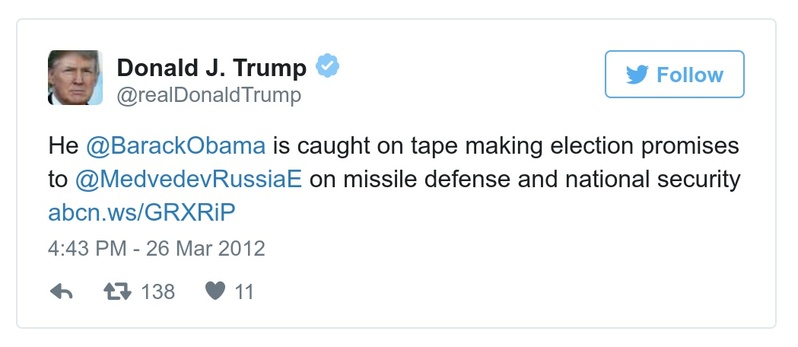 Donald J. Trump
@realDonaldTrump
Follow
He @BarackObama is caught on tape making election promises
to @MedvedevRussiaE on missile defense and national security
abcn.ws/GRXRiP
4:43 PM - 26 Mar 2012
138 11